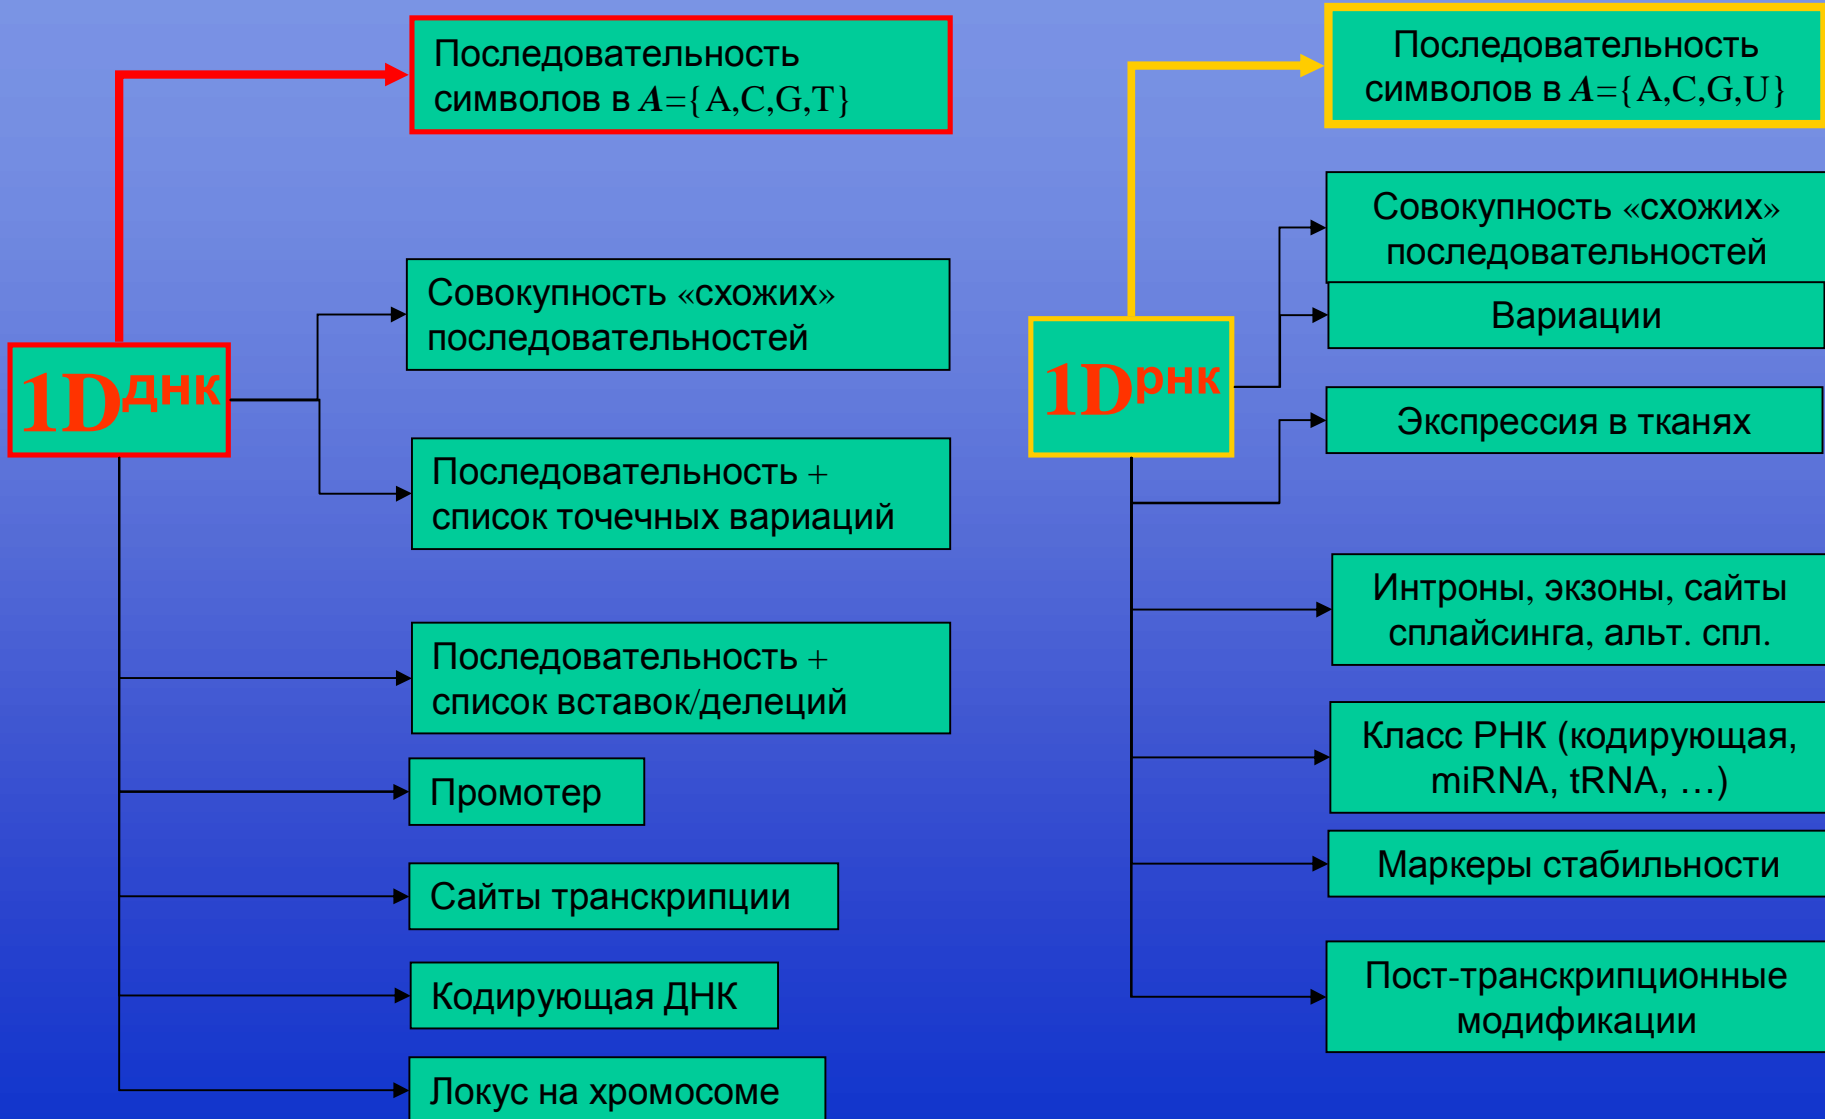 Последовательность
символов в A={A,C,G,T}
Совокупность «схожих»
последовательностей
1Dднк
Последовательность +
список точечных вариаций
Последовательность +
список вставок/делеций
Промотер
Сайты транскрипции
Кодирующая ДНК
Локус на хромосоме
Последовательность
символов в A={A,C,G,U}
Совокупность «схожих»
последовательностей
Вариации
1Dрнк
Экспрессия в тканях
Интроны, экзоны, сайты
сплайсинга, альт. спл.
Класс РНК (кодирующая,
miRNA, tRNA, …)
Маркеры стабильности
Пост-транскрипционные
модификации